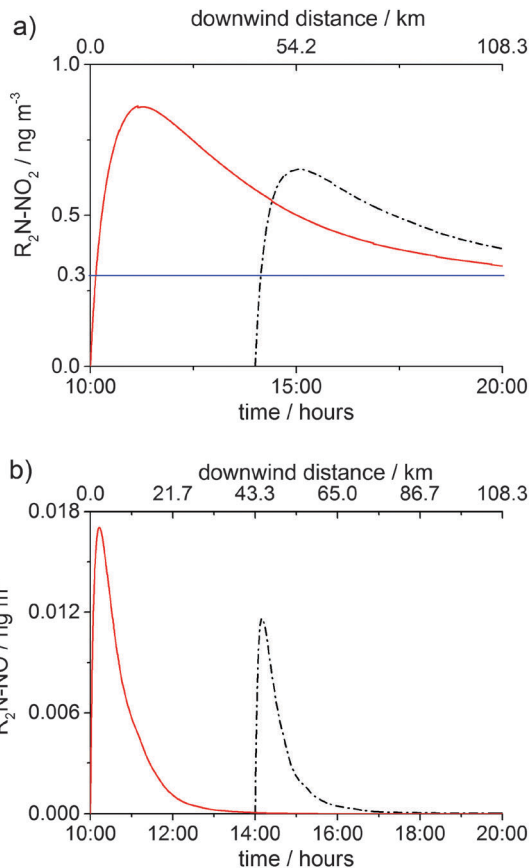 a)
downwind distance / km
0.0 54.2 108.3
1.0
0.5
0.3
0.0
R₂N-NO₂ / ng m⁻³
10:00 15:00 20:00
time / hours
b)
downwind distance / km
0.0 21.7 43.3 65.0 86.7 108.3
0.018
0.012
0.006
0.000
R₂N-NO / ng m
10:00 12:00 14:00 16:00 18:00 20:00
time / hours